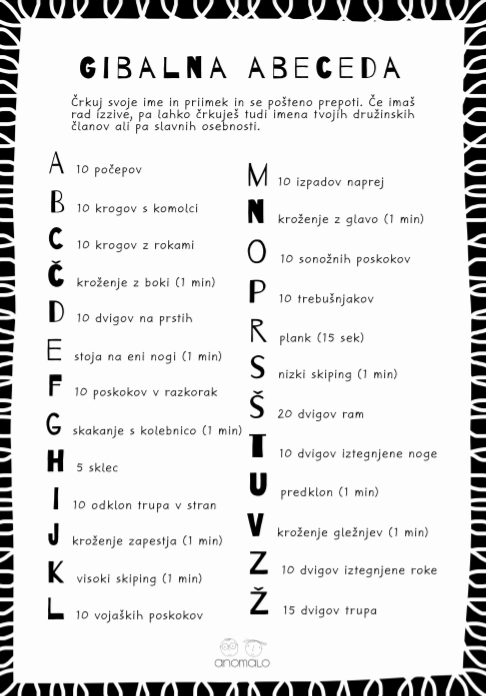 GIBALNA ABECEDA
Črkuj svoje ime in priimek in se pošteno prepoti. Če imaš
rad izzive, pa lahko črkuješ tudi imena tvojih družinskih
članov ali pa slavnih osebnosti.
A 10 počepov
B 10 krogov s komolci
C 10 krogov z rokami
Č kroženje z boki (1 min)
D 10 dvigov na prstih
E stoja na eni nogi (1 min)
F 10 poskokov v razkorak
G skakanje s kolebnico (1 min)
H 5 sklec
I 10 odklon trupa v stran
J kroženje zapestja (1 min)
K visoki skiping (1 min)
L 10 vojaških poskokov
M 10 izpadov naprej
N kroženje z glavo (1 min)
O 10 sonožnih poskokov
P 10 trebušnjakov
R plank (15 sek)
S nizki skiping (1 min)
Š 20 dvigov ram
T 10 dvigov iztegnjene noge
U predklon (1 min)
V kroženje gležnjev (1 min)
Z 10 dvigov iztegnjene roke
Ž 15 dvigov trupa
anomalo